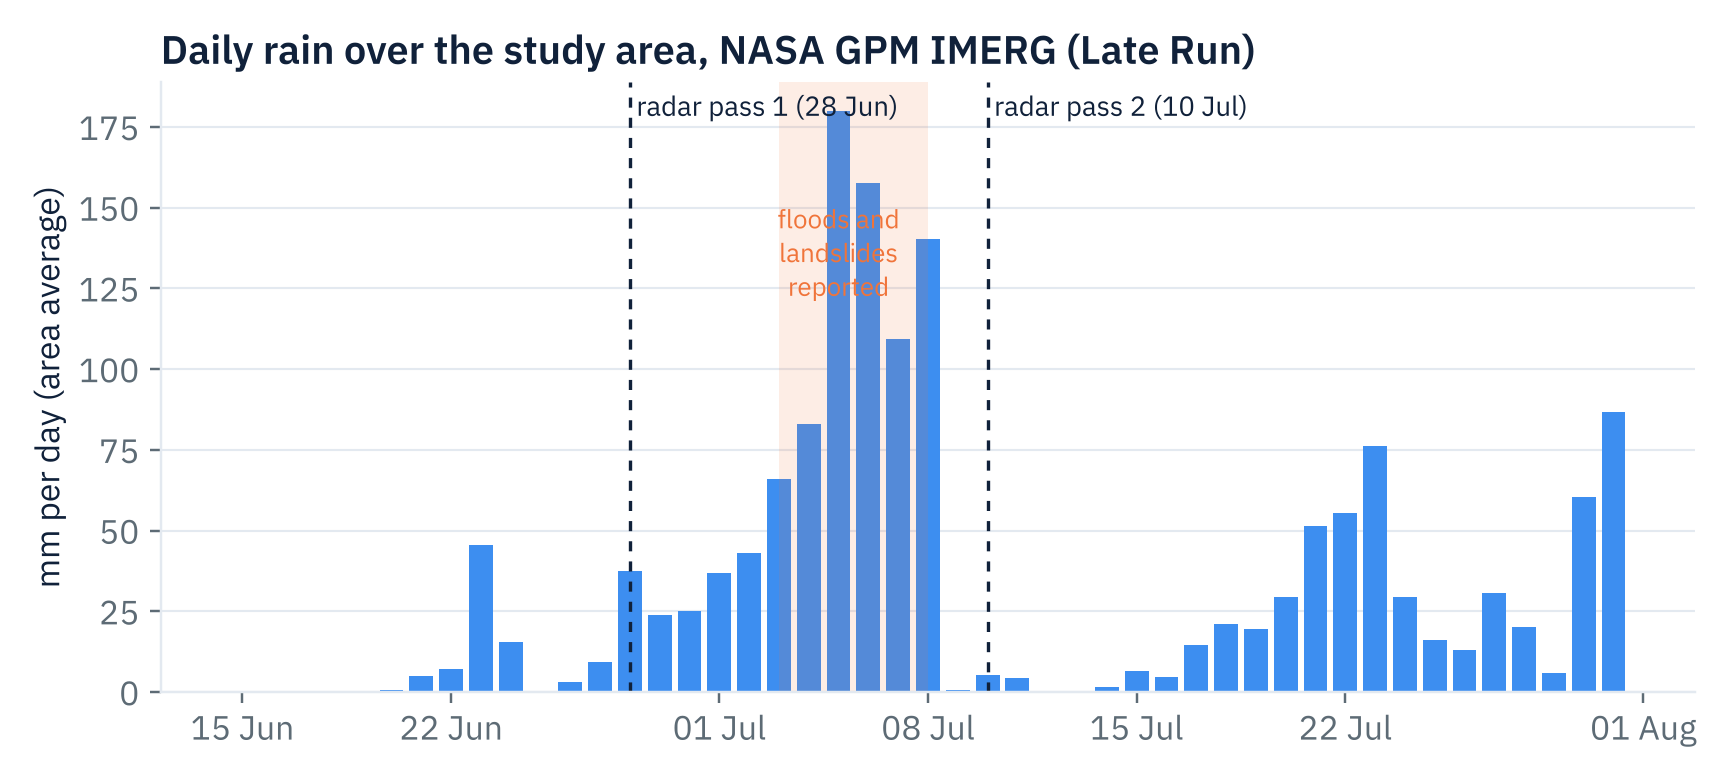 Daily rain over the study area, NASA GPM IMERG (Late Run)
radar pass 1 (28 Jun)
radar pass 2 (10 Jul)
floods and
landslides
reported
mm per day (area average)
175
150
125
100
75
50
25
0
15 Jun
22 Jun
01 Jul
08 Jul
15 Jul
22 Jul
01 Aug